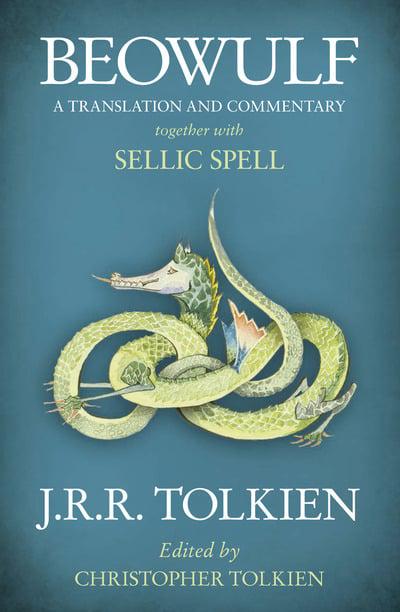 BEOWULF
A TRANSLATION AND COMMENTARY
together with
SELLIC SPELL
J.R.R. TOLKIEN
Edited by
CHRISTOPHER TOLKIEN